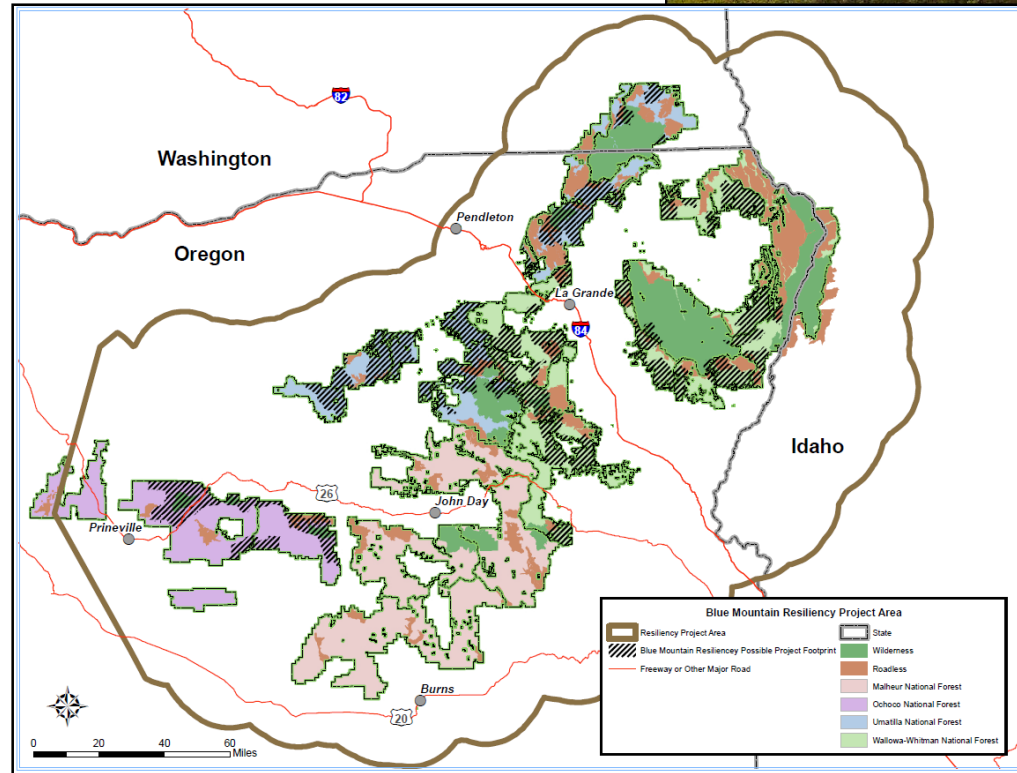 82
Washington
Pendleton
Oregon
La Grande
84
Idaho
26
John Day
Prineville
Burns
20
0 20 40 60
Miles
Blue Mountain Resiliency Project Area
Resiliency Project Area
Blue Mountain Resiliencey Possible Project Footprint
Freeway or Other Major Road
State
Wilderness
Roadless
Malheur National Forest
Ochoco National Forest
Umatilla National Forest
Wallowa-Whitman National Forest